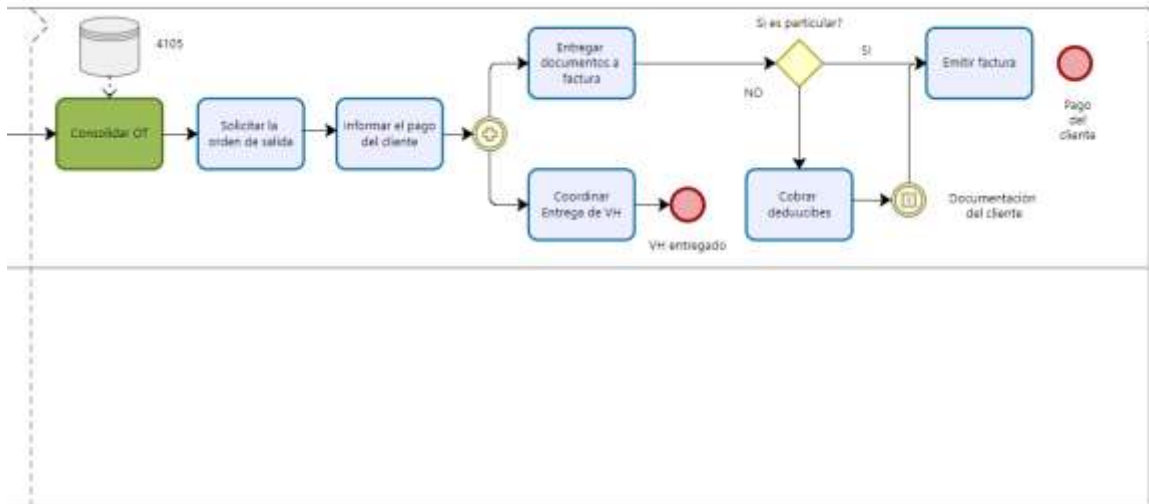 4105
Consolidar OT
Solicitar la
orden de salida
Informar el pago
del cliente
Entregar
documentos a
factura
Coordinar
Entrega de VH
VH entregado
Si es particular?
SI
NO
Cobrar
deduucibes
Documentación
del cliente
Emitir factura
Pago
del
cliente